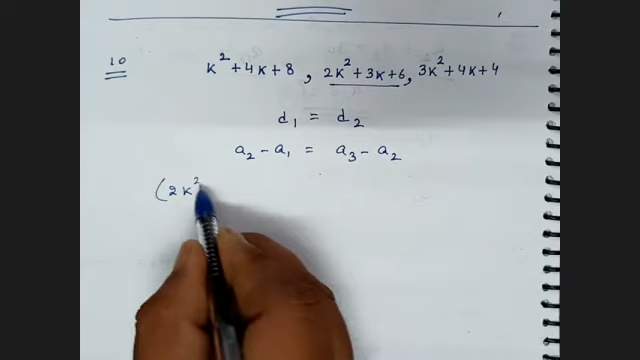 10 k² + 4k + 8 , 2k² + 3k + 6 , 3k² + 4k + 4
d₁ = d₂
a₂ - a₁ = a₃ - a₂
(2k²